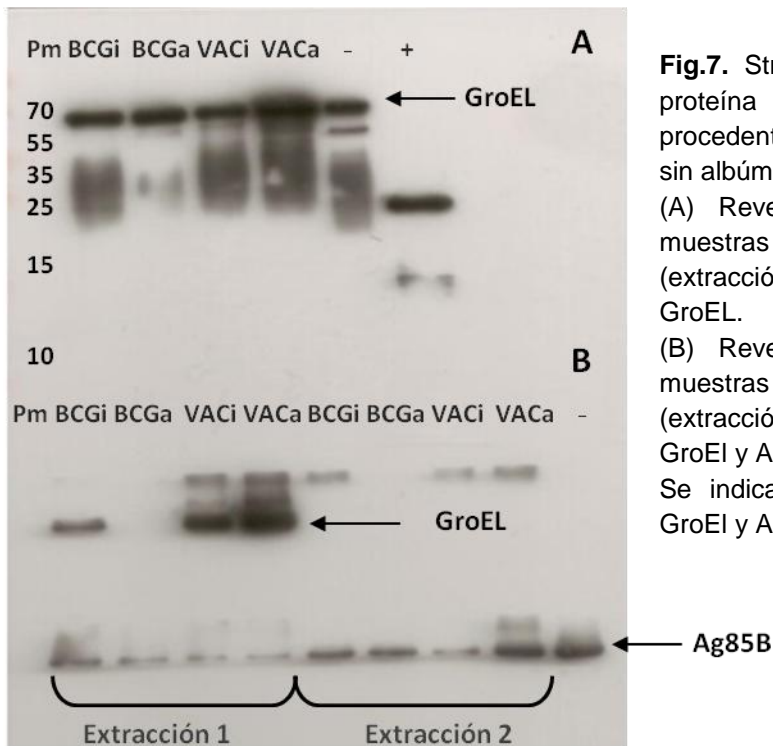 Pm BCGi BCGa VACi VACa - + A
GroEL
70
55
35
25
15
10
B
Pm BCGi BCGa VACi VACa BCGi BCGa VACi VACa -
GroEL
Ag85B
Extracción 1 Extracción 2
Fig.7. Str
proteína
procedent
sin albúm
(A) Reve
muestras
(extracció
GroEL.
(B) Reve
muestras
(extracció
GroEl y A
Se indica
GroEl y A